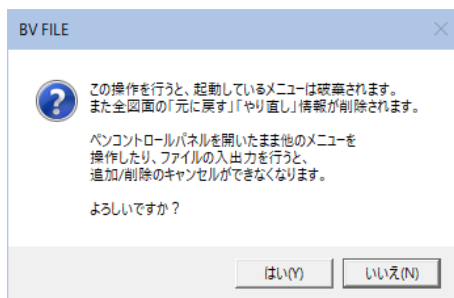 BV FILE
この操作を行うと、起動しているメニューは破棄されます。
また全図面の「元に戻す」「やり直し」情報が削除されます。
ペンコントロールパネルを開いたまま他のメニューを
操作したり、ファイルの入出力を行うと、
追加/削除のキャンセルができなくなります。
よろしいですか？
はい(Y)
いいえ(N)